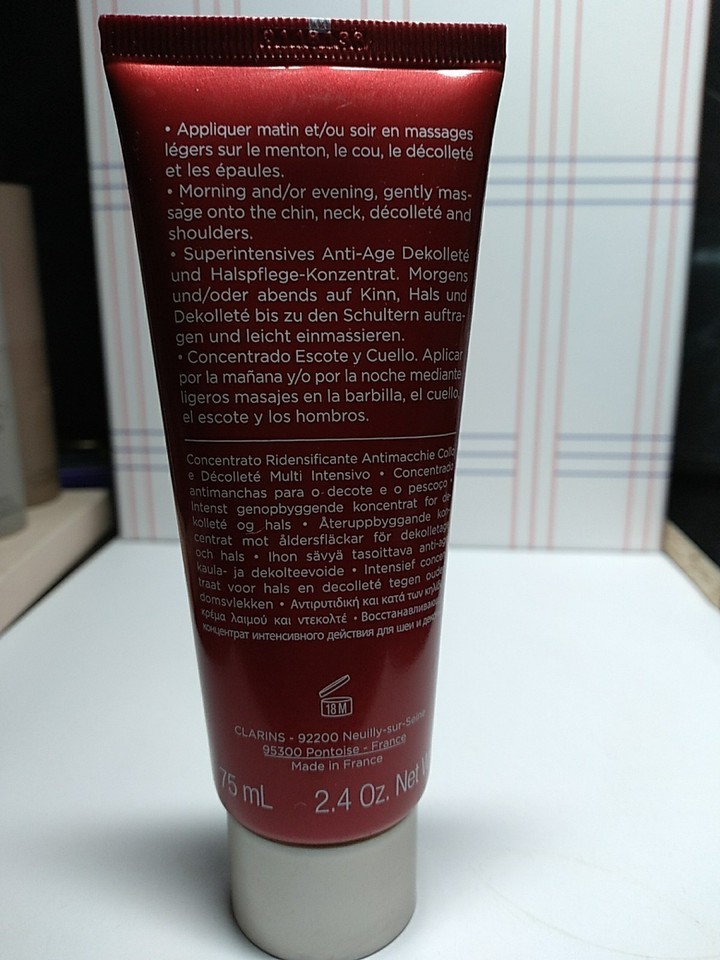 • Appliquer matin et/ou soir en massages
légers sur le menton, le cou, le décolleté
et les épaules.
• Morning and/or evening, gently mas-
sage onto the chin, neck, décolleté and
shoulders.
• Superintensives Anti-Age Dekolleté
und Halspflege-Konzentrat. Morgens
und/oder abends auf Kinn, Hals und
Dekolleté bis zu den Schultern auftra-
gen und leicht einmassieren.
• Concentrado Escote y Cuello. Aplicar
por la mañana y/o por la noche mediante
ligeros masajes en la barbilla, el cuello,
el escote y los hombros.
Concentrato Ridensificante Antimacchie Collo
e Décolleté Multi Intensivo • Concentrado
antimanchas para o decote e o pescoço •
Intenst genopbyggende koncentrat for de-
kolleté og hals • Återuppbyggande kon-
centrat mot åldersfläckar för dekolletage
och hals • Ihon sävyä tasoittava anti-age
kaula- ja dekolteevoide • Intensief concen-
traat voor hals en decolleté tegen oude
domsvlekken • Αντιρυτιδική και κατά των
κρέμα λαιμού και ντεκολτέ •
концентрат интенсивного действия для шеи и
18 M
CLARINS - 92200 Neuilly-sur-Seine
95300 Pontoise - France
Made in France
75 mL 2.4 Oz. Net